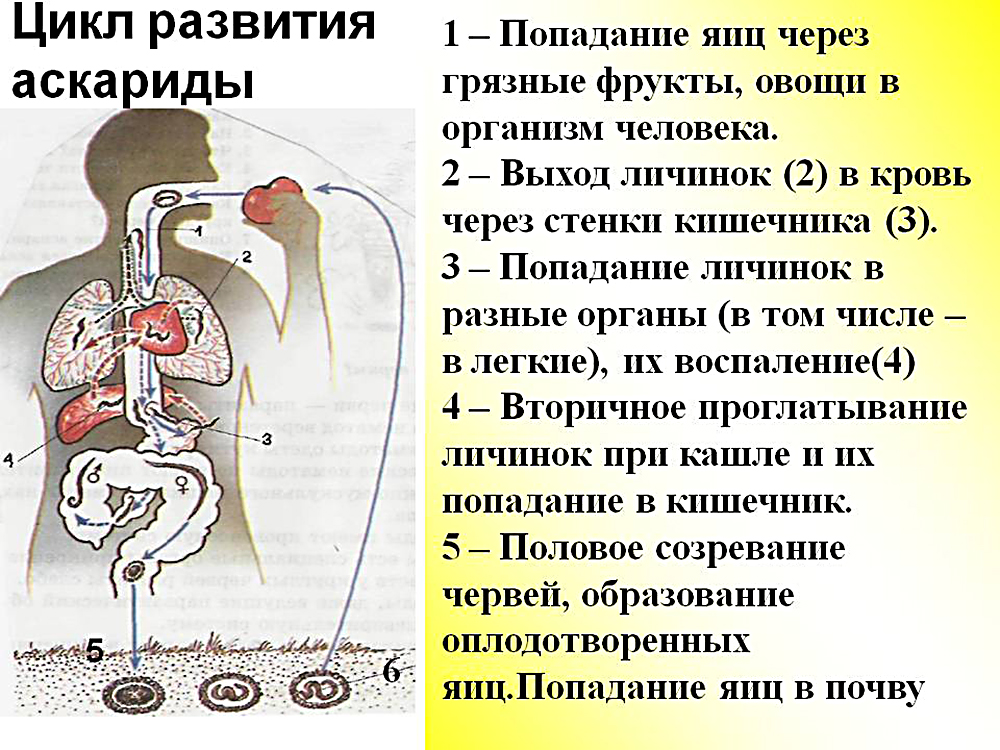 Цикл развития
аскариды
1 – Попадание яиц через
грязные фрукты, овощи в
организм человека.
2 – Выход личинок (2) в кровь
через стенки кишечника (3).
3 – Попадание личинок в
разные органы (в том числе –
в легкие), их воспаление(4)
4 – Вторичное проглатывание
личинок при кашле и их
попадание в кишечник.
5 – Половое созревание
червей, образование
оплодотворенных
яиц.Попадание яиц в почву
1
2
3
4
♂
♀
5
6